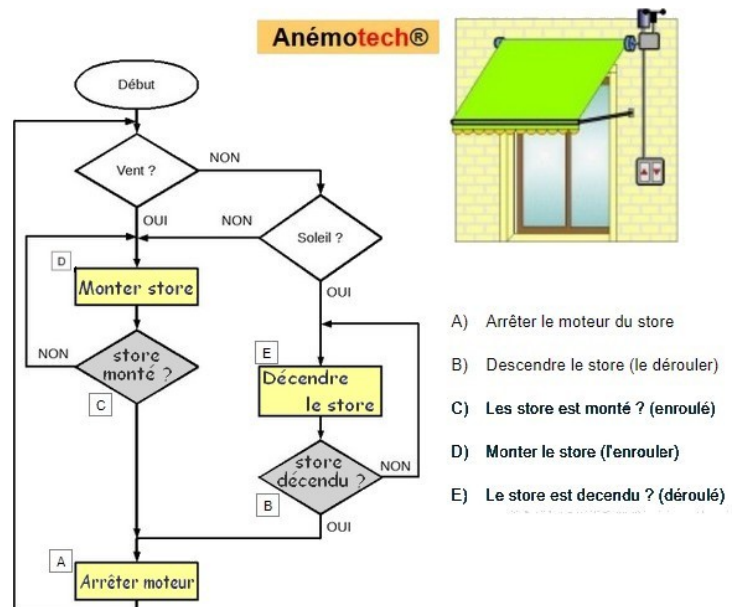 Anémotech®
Début
Vent ?
NON
OUI
NON
Soleil ?
D
Monter store
OUI
NON
store
monté ?
C
E
Décendre
le store
store
décendu ?
NON
B
OUI
A
Arrêter moteur
A) Arrêter le moteur du store
B) Descendre le store (le dérouler)
C) Les store est monté ? (enroulé)
D) Monter le store (l'enrouler)
E) Le store est decendu ? (déroulé)